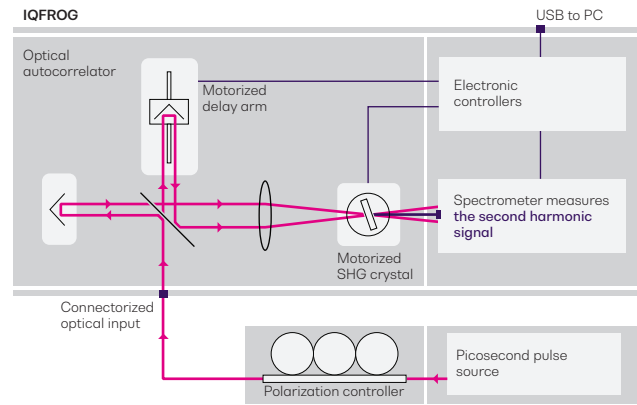 IQFROG
USB to PC
Optical
autocorrelator
Motorized
delay arm
Electronic
controllers
Spectrometer measures
the second harmonic
signal
Motorized
SHG crystal
Connectorized
optical input
Picosecond pulse
source
Polarization controller